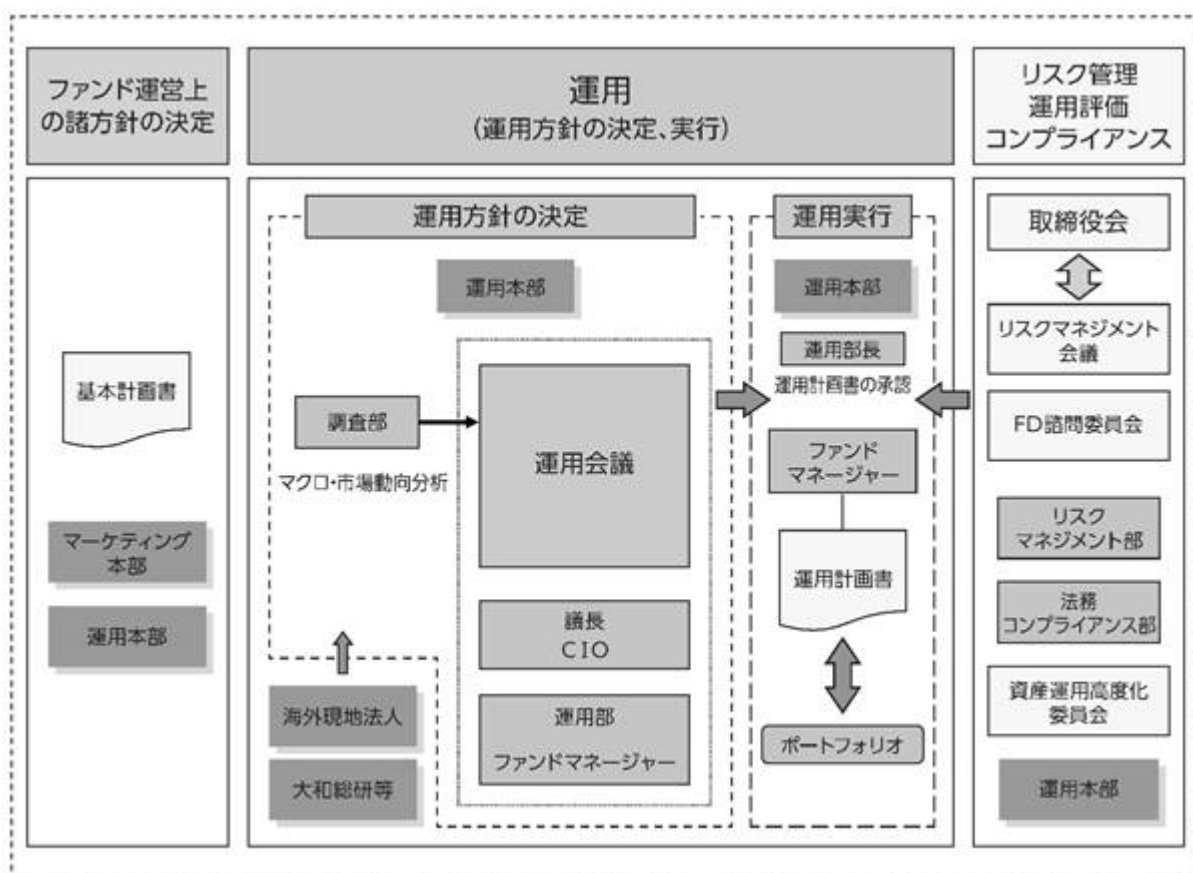 ファンド運営上
の諸方針の決定
基本計画書
マーケティング
本部
運用本部
運用
(運用方針の決定、実行)
運用方針の決定
運用本部
調査部
マクロ・市場動向分析
運用会議
議長
CIO
運用部
ファンドマネージャー
海外現地法人
大和総研等
運用実行
運用本部
運用部長
運用計画書の承認
ファンド
マネージャー
運用計画書
ポートフォリオ
リスク管理
運用評価
コンプライアンス
取締役会
リスクマネジメント
会議
FD諮問委員会
リスク
マネジメント部
法務
コンプライアンス部
資産運用高度化
委員会
運用本部